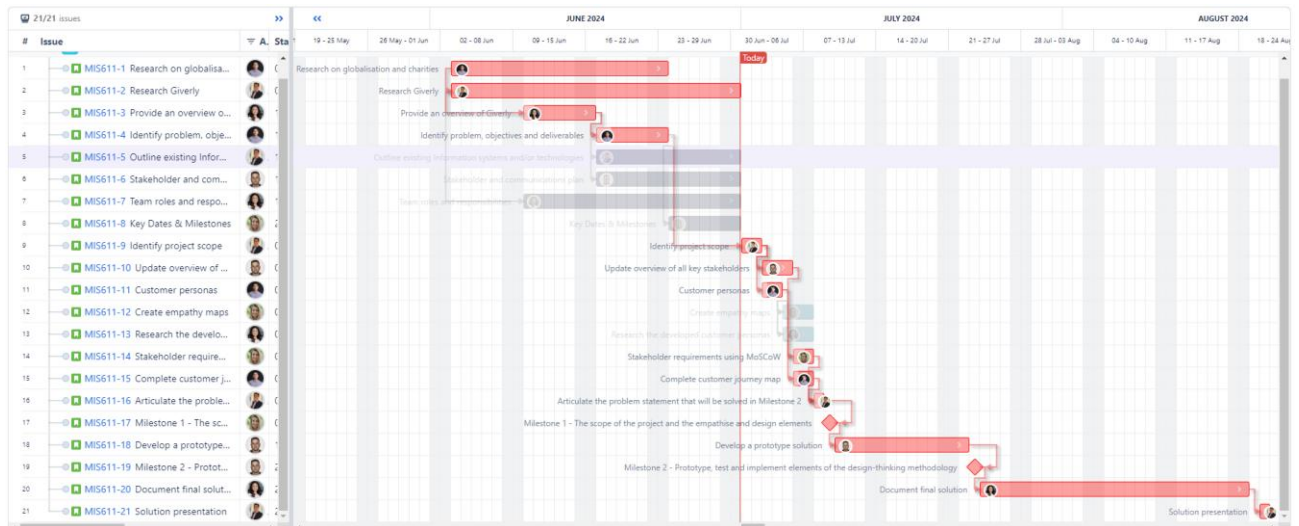 21/21 issues
JUNE 2024 JULY 2024 AUGUST 2024
# Issue A. Sta 19 - 25 May 26 May - 01 Jun 02 - 08 Jun 09 - 15 Jun 16 - 22 Jun 23 - 29 Jun 30 Jun - 06 Jul 07 - 13 Jul 14 - 20 Jul 21 - 27 Jul 28 Jul - 03 Aug 04 - 10 Aug 11 - 17 Aug 18 - 24 Aug
Today
1 MIS611-1 Research on globalisa... Research on globalisation and charities
2 MIS611-2 Research Giverly Research Giverly
3 MIS611-3 Provide an overview o... Provide an overview of Giverly
4 MIS611-4 Identify problem, obje... Identify problem, objectives and deliverables
5 MIS611-5 Outline existing Infor... Outline existing Information systems and/or technologies
6 MIS611-6 Stakeholder and com... Stakeholder and communications plan
7 MIS611-7 Team roles and respo... Team roles and responsibilities
8 MIS611-8 Key Dates & Milestones Key Dates & Milestones
9 MIS611-9 Identify project scope Identify project scope
10 MIS611-10 Update overview of ... Update overview of all key stakeholders
11 MIS611-11 Customer personas Customer personas
12 MIS611-12 Create empathy maps Create empathy maps
13 MIS611-13 Research the develo... Research the developed customer personas
14 MIS611-14 Stakeholder require... Stakeholder requirements using MoSCoW
15 MIS611-15 Complete customer j... Complete customer journey map
16 MIS611-16 Articulate the proble... Articulate the problem statement that will be solved in Milestone 2
17 MIS611-17 Milestone 1 - The sc... Milestone 1 - The scope of the project and the empathise and design elements
18 MIS611-18 Develop a prototype... Develop a prototype solution
19 MIS611-19 Milestone 2 - Protot... Milestone 2 - Prototype, test and implement elements of the design-thinking methodology
20 MIS611-20 Document final solut... Document final solution
21 MIS611-21 Solution presentation Solution presentation